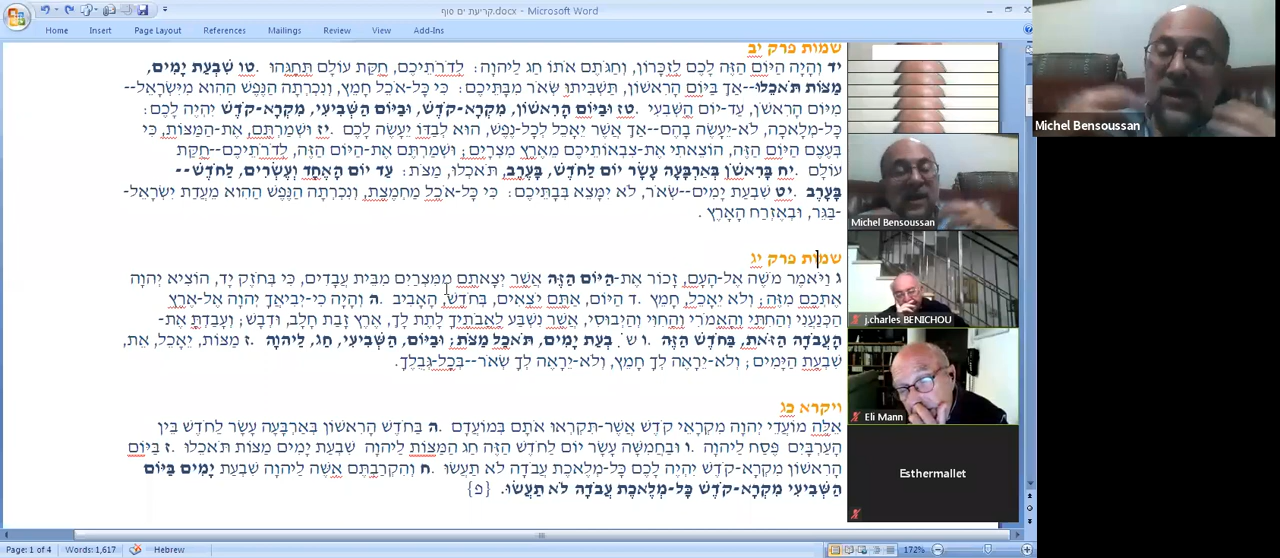 קריעת ים סוף.docx - Microsoft Word
Home Insert Page Layout References Mailings Review View Add-Ins
שמות פרק יב
יד וְהָיָה הַיּוֹם הַזֶּה לָכֶם לְזִכָּרוֹן, וְחַגֹּתֶם אֹתוֹ חַג לַיהוָה: לְדֹרֹתֵיכֶם, חֻקַּת עוֹלָם תְּחָגֻּהוּ. טו שִׁבְעַת יָמִים,
מַצּוֹת תֹּאכֵלוּ--אַךְ בַּיּוֹם הָרִאשׁוֹן, תַּשְׁבִּיתוּ שְּׂאֹר מִבָּתֵּיכֶם: כִּי כָּל-אֹכֵל חָמֵץ, וְנִכְרְתָה הַנֶּפֶשׁ הַהִוא מִיִּשְׂרָאֵל--
מִיּוֹם הָרִאשֹׁן, עַד-יוֹם הַשְּׁבִעִי. טז וּבַיּוֹם הָרִאשׁוֹן, מִקְרָא-קֹדֶשׁ, וּבַיּוֹם הַשְּׁבִיעִי, מִקְרָא-קֹדֶשׁ יִהְיֶה לָכֶם:
כָּל-מְלָאכָה, לֹא-יֵעָשֶׂה בָהֶם--אַךְ אֲשֶׁר יֵאָכֵל לְכָל-נֶפֶשׁ, הוּא לְבַדּוֹ יֵעָשֶׂה לָכֶם. יז וּשְׁמַרְתֶּם, אֶת-הַמַּצּוֹת, כִּי
בְּעֶצֶם הַיּוֹם הַזֶּה, הוֹצֵאתִי אֶת-צִבְאוֹתֵיכֶם מֵאֶרֶץ מִצְרָיִם; וּשְׁמַרְתֶּם אֶת-הַיּוֹם הַזֶּה, לְדֹרֹתֵיכֶם--חֻקַּת
עוֹלָם. יח בָּרִאשֹׁן בְּאַרְבָּעָה עָשָׂר יוֹם לַחֹדֶשׁ, בָּעֶרֶב, תֹּאכְלוּ, מַצֹּת: עַד יוֹם הָאֶחָד וְעֶשְׂרִים, לַחֹדֶשׁ--
בָּעָרֶב. יט שִׁבְעַת יָמִים--שְׂאֹר, לֹא יִמָּצֵא בְּבָתֵּיכֶם: כִּי כָּל-אֹכֵל מַחְמֶצֶת, וְנִכְרְתָה הַנֶּפֶשׁ הַהִוא מֵעֲדַת יִשְׂרָאֵל-
-בַּגֵּר, וּבְאֶזְרַח הָאָרֶץ.
שמות פרק יג
ג וַיֹּאמֶר מֹשֶׁה אֶל-הָעָם, זָכוֹר אֶת-הַיּוֹם הַזֶּה אֲשֶׁר יְצָאתֶם מִמִּצְרַיִם מִבֵּית עֲבָדִים, כִּי בְּחֹזֶק יָד, הוֹצִיא יְהוָה
אֶתְכֶם מִזֶּה; וְלֹא יֵאָכֵל, חָמֵץ. ד הַיּוֹם, אַתֶּם יֹצְאִים, בְּחֹדֶשׁ, הָאָבִיב. ה וְהָיָה כִי-יְבִיאֲךָ יְהוָה אֶל-אֶרֶץ
הַכְּנַעֲנִי וְהַחִתִּי וְהָאֱמֹרִי וְהַחִוִּי וְהַיְבוּסִי, אֲשֶׁר נִשְׁבַּע לַאֲבֹתֶיךָ לָתֶת לָךְ, אֶרֶץ זָבַת חָלָב, וּדְבָשׁ; וְעָבַדְתָּ אֶת-
הָעֲבֹדָה הַזֹּאת, בַּחֹדֶשׁ הַזֶּה. ו שִׁבְעַת יָמִים, תֹּאכַל מַצֹּת; וּבַיּוֹם, הַשְּׁבִיעִי, חַג, לַיהוָה. ז מַצּוֹת, יֵאָכֵל, אֵת,
שִׁבְעַת הַיָּמִים; וְלֹא-יֵרָאֶה לְךָ חָמֵץ, וְלֹא-יֵרָאֶה לְךָ שְׂאֹר--בְּכָל-גְּבֻלֶךָ.
ויקרא כג
אֵלֶּה מוֹעֲדֵי יְהוָה מִקְרָאֵי קֹדֶשׁ אֲשֶׁר-תִּקְרְאוּ אֹתָם בְּמוֹעֲדָם. ה בַּחֹדֶשׁ הָרִאשׁוֹן בְּאַרְבָּעָה עָשָׂר לַחֹדֶשׁ בֵּין
הָעַרְבָּיִם פֶּסַח לַיהוָה. ו וּבַחֲמִשָּׁה עָשָׂר יוֹם לַחֹדֶשׁ הַזֶּה חַג הַמַּצּוֹת לַיהוָה שִׁבְעַת יָמִים מַצּוֹת תֹּאכֵלוּ. ז בַּיּוֹם
הָרִאשׁוֹן מִקְרָא-קֹדֶשׁ יִהְיֶה לָכֶם כָּל-מְלֶאכֶת עֲבֹדָה לֹא תַעֲשׂוּ. ח וְהִקְרַבְתֶּם אִשֶּׁה לַיהוָה שִׁבְעַת יָמִים בַּיּוֹם
הַשְּׁבִיעִי מִקְרָא-קֹדֶשׁ כָּל-מְלֶאכֶת עֲבֹדָה לֹא תַעֲשׂוּ. {פ}
Michel Bensoussan
Michel Bensoussan
j.charles BENICHOU
Eli Mann
Esthermallet
Page: 1 of 4 Words: 1,617 Hebrew 172%